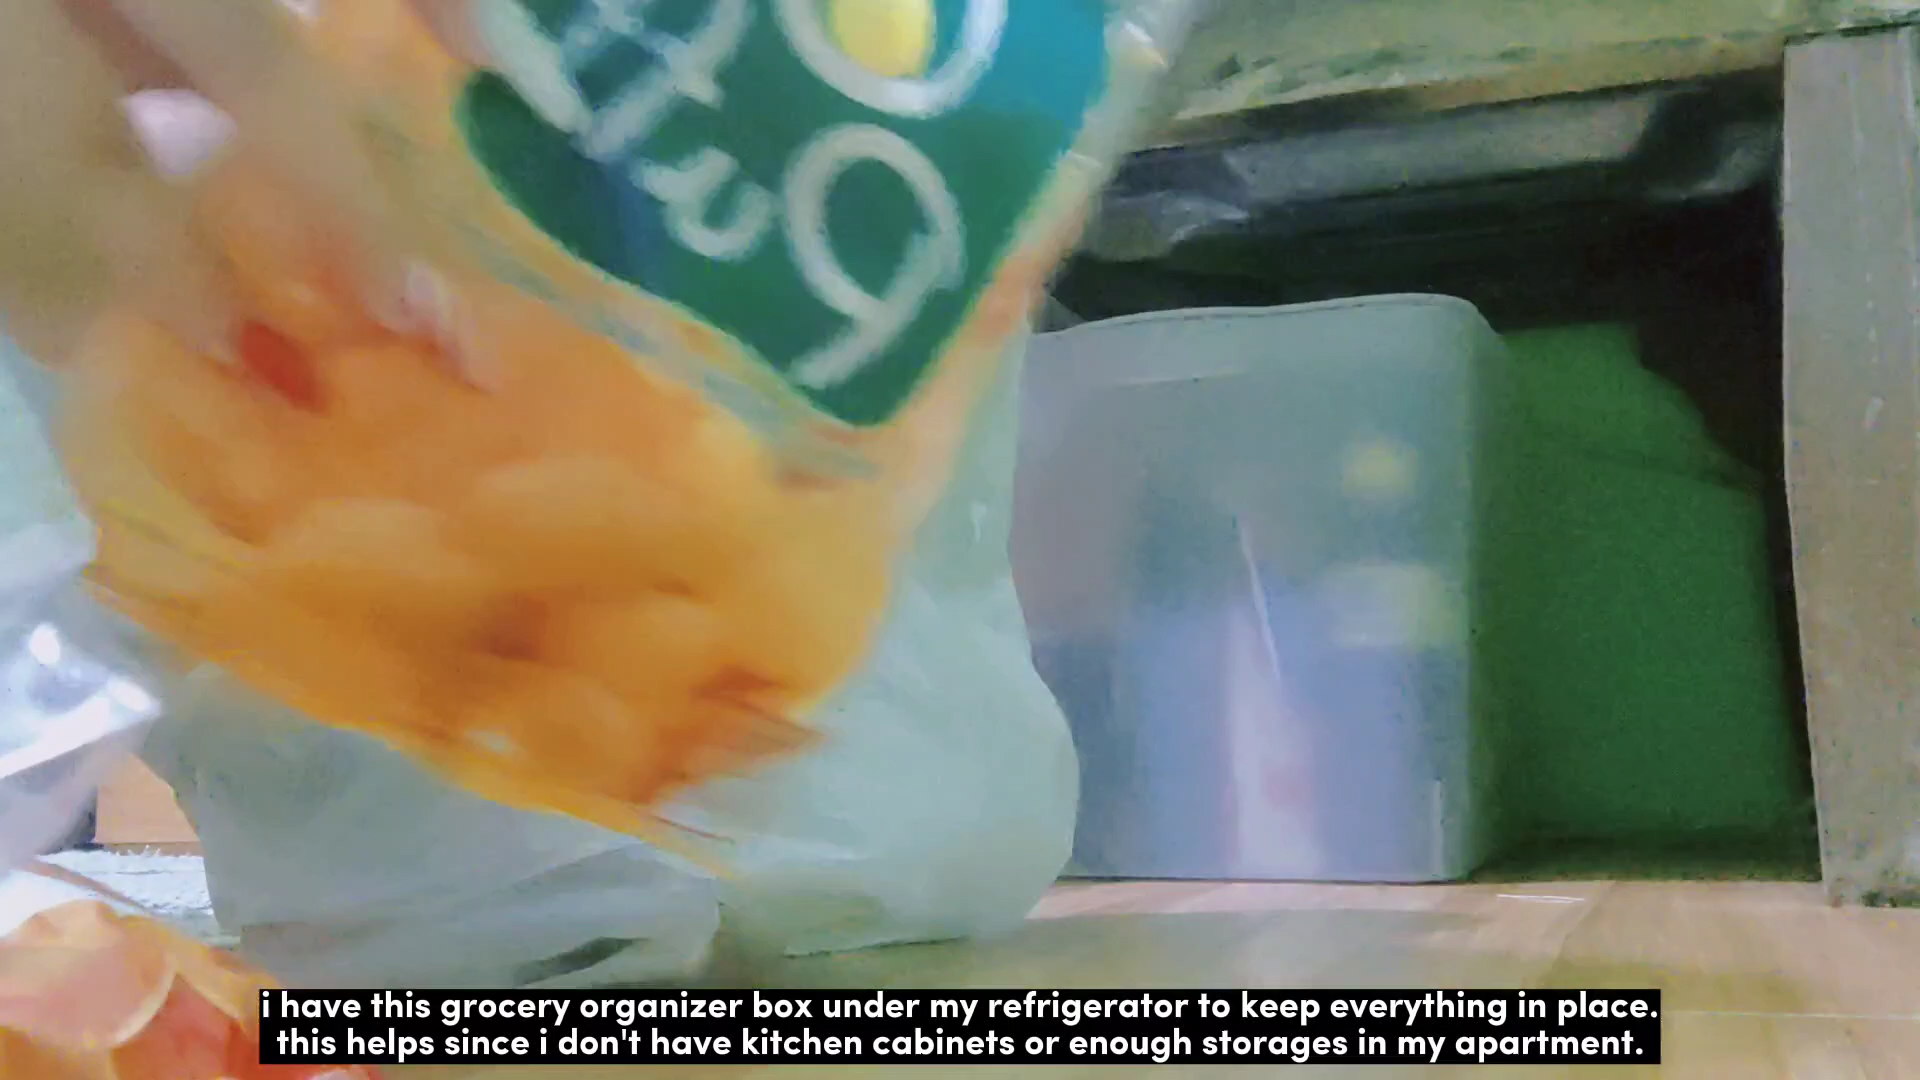 i have this grocery organizer box under my refrigerator to keep everything in place.
this helps since i don't have kitchen cabinets or enough storages in my apartment.